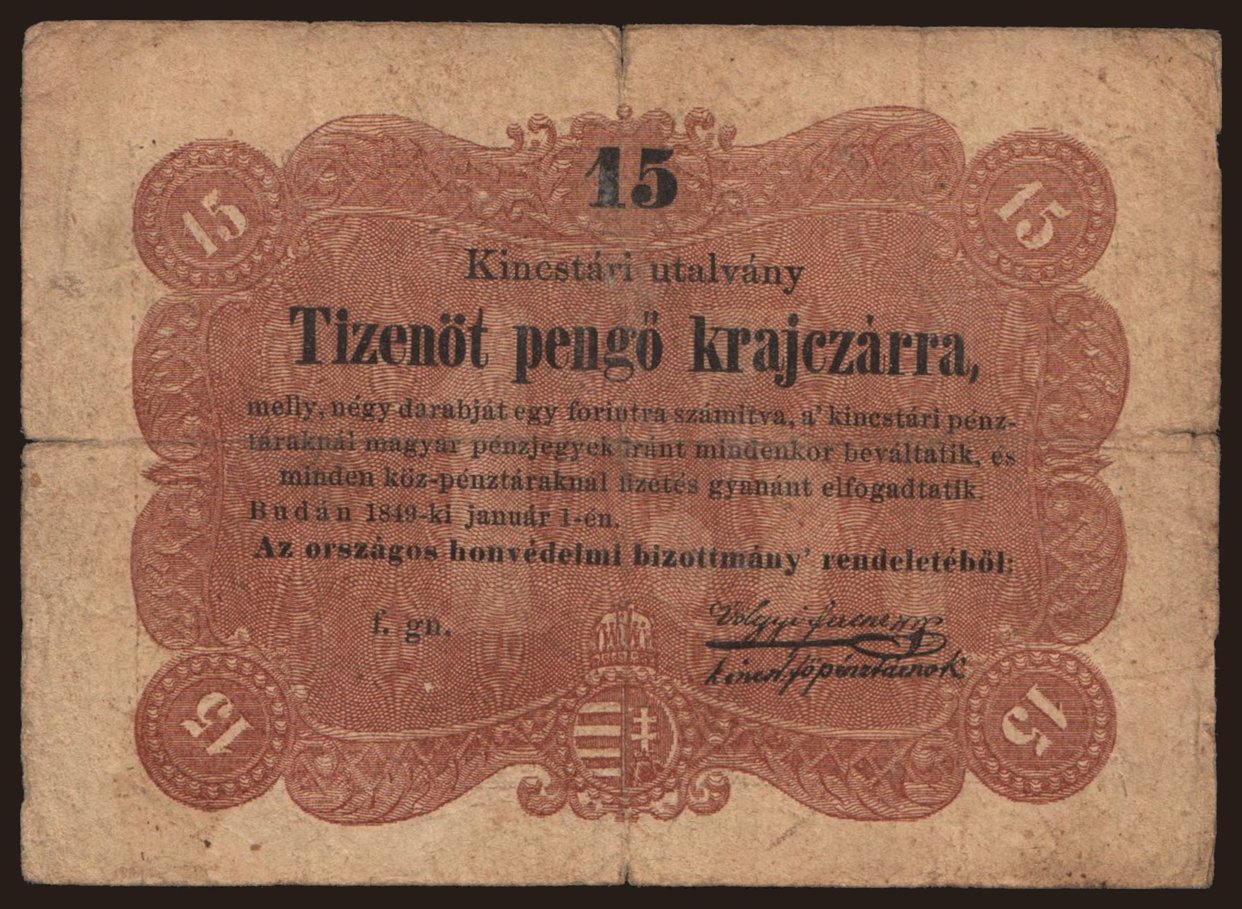 15
15 15
Kincstári utalvány
Tizenöt pengő krajczárra,
melly, négy darabját egy forintra számitva, a' kincstári pénz-
táraknál magyar pénzjegyek iránt mindenkor beváltatik, és
minden köz-pénztáraknál fizetés gyanánt elfogadtatik.
Budán 1849-ki január 1-én.
Az országos honvédelmi bizottmány' rendeletéből:
f. gn.
Völgyi ferencz
kincst. főpénztárnok
15 15